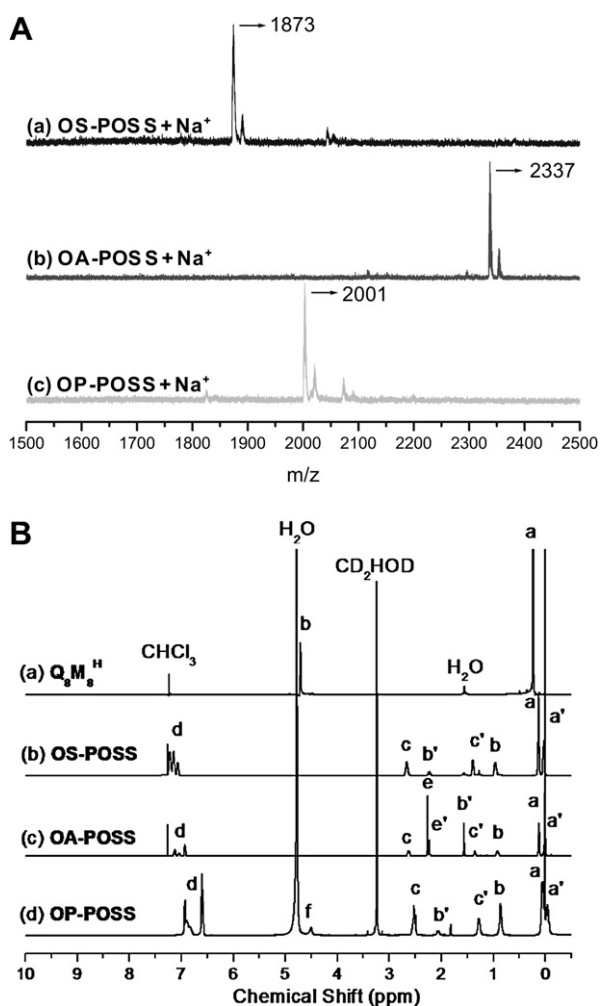 A
1873
(a) OS-POSS + Na⁺
2337
(b) OA-POSS + Na⁺
2001
(c) OP-POSS + Na⁺
1500 1600 1700 1800 1900 2000 2100 2200 2300 2400 2500
m/z
B
H₂O a
CD₂HOD
b
(a) Q₈M₈ᴴ CHCl₃ H₂O
a a'
(b) OS-POSS d c b' c' b
e
(c) OA-POSS d c e' b' c' b a a'
(d) OP-POSS d f c b' c' b a a'
10 9 8 7 6 5 4 3 2 1 0
Chemical Shift (ppm)